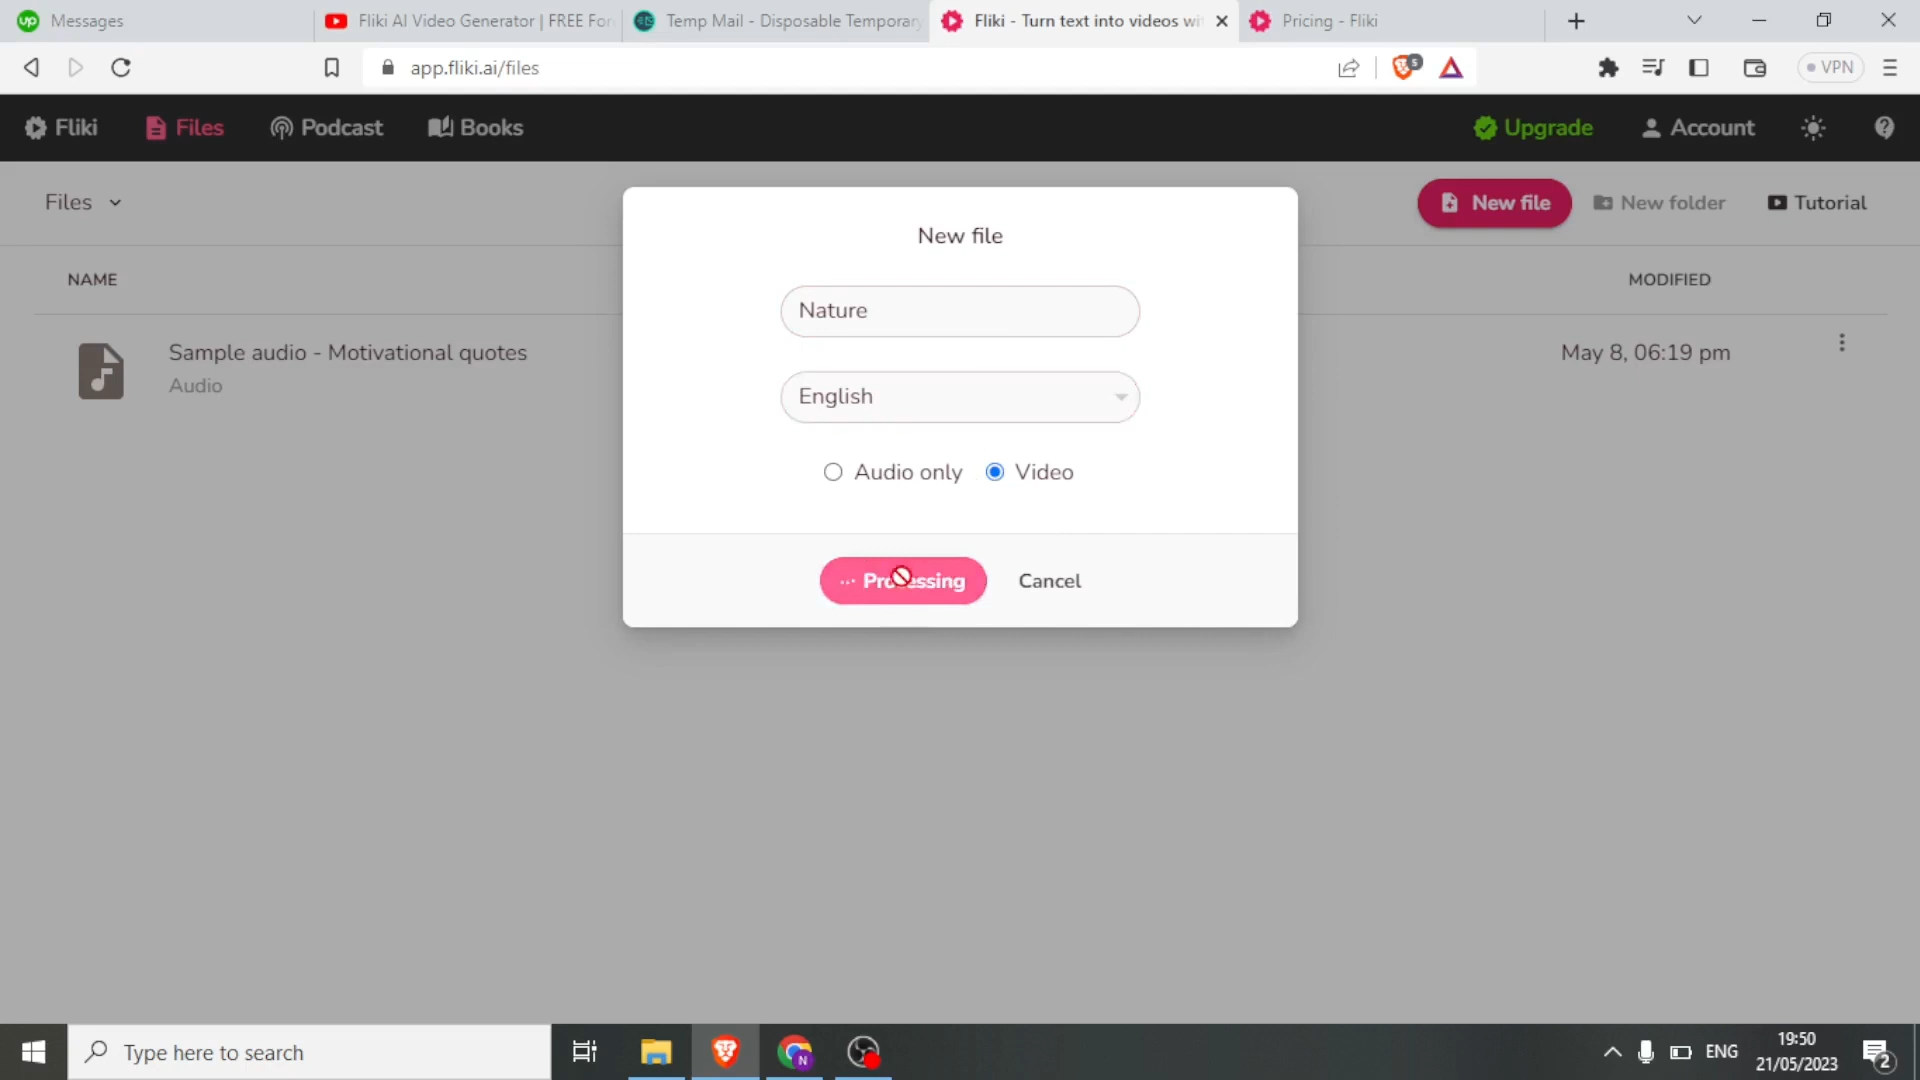 Messages
Fliki AI Video Generator | FREE For
Temp Mail - Disposable Temporary
Fliki - Turn text into videos wi
Pricing - Fliki
app.fliki.ai/files
5
VPN
Fliki
Files
Podcast
Books
Upgrade
Account
Files
New file
New folder
Tutorial
NAME
MODIFIED
Sample audio - Motivational quotes
Audio
May 8, 06:19 pm
New file
Nature
English
Audio only
Video
Processing
Cancel
Type here to search
N
ENG
19:50
21/05/2023
2